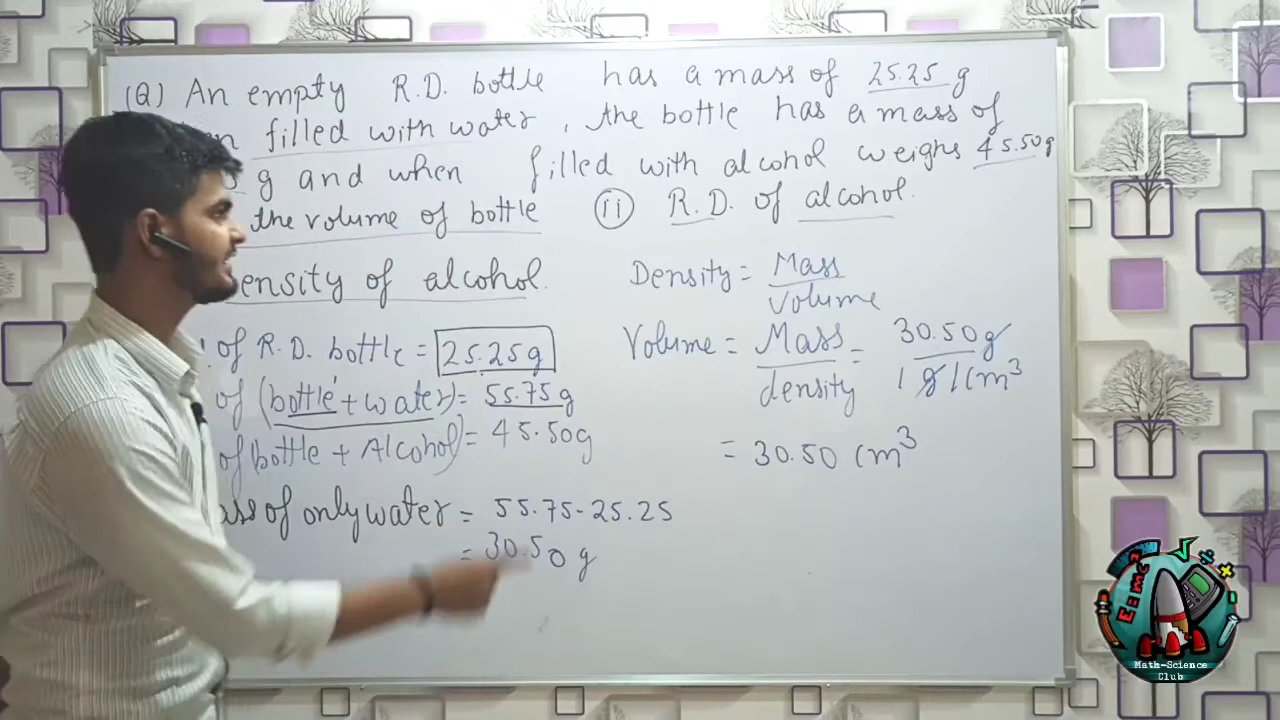 (Q) An empty R.D. bottle has a mass of 25.25 g
filled with water, the bottle has a mass of
g and when filled with alcohol weighs 45.50g
the volume of bottle (ii) R.D. of alcohol.
ensity of alcohol.
of R.D. bottle = 25.25g
of (bottle + water) = 55.75 g
of bottle + Alcohol) = 45.50g
ass of only water = 55.75 - 25.25
= 30.50 g
Density = Mass / Volume
Volume = Mass / density = 30.50g / 1 g/cm³
= 30.50 cm³
E=mc²
Math-Science
Club